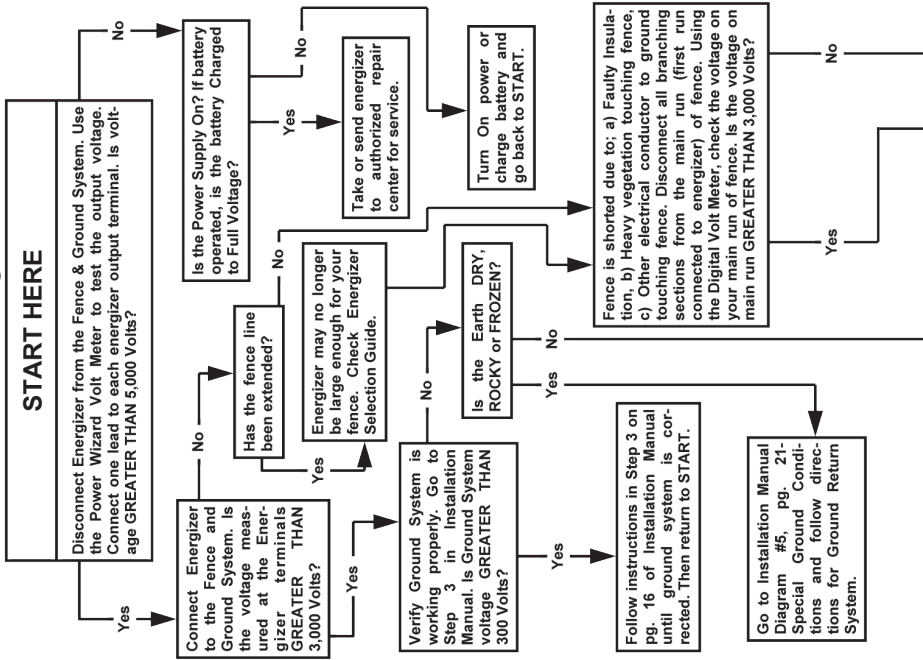 START HERE
Disconnect Energizer from the Fence & Ground System. Use
the Power Wizard Volt Meter to test the output voltage.
Connect one lead to each energizer output terminal. Is volt-
age GREATER THAN 5,000 Volts?
Yes
No
Connect Energizer
to the Fence and
Ground System. Is
the voltage meas-
ured at the Ener-
gizer terminals
GREATER THAN
3,000 Volts?
No
Yes
Has the fence line
been extended?
No
Yes
Energizer may no longer
be large enough for your
fence. Check Energizer
Selection Guide.
Is the Power Supply On? If battery
operated, is the battery Charged
to Full Voltage?
Yes
No
Take or send energizer
to authorized repair
center for service.
Turn On power or
charge battery and
go back to START.
Verify Ground System is
working properly. Go to
Step 3 in Installation
Manual. Is Ground System
voltage GREATER THAN
300 Volts?
No
Yes
Is the Earth DRY,
ROCKY or FROZEN?
Yes
No
Follow instructions in Step 3 on
pg. 16 of Installation Manual
until ground system is cor-
rected. Then return to START.
Go to Installation Manual
Diagram #5, pg. 21-
Special Ground Condi-
tions and follow direc-
tions for Ground Return
System.
Fence is shorted due to; a) Faulty Insula-
tion, b) Heavy vegetation touching fence,
c) Other electrical conductor to ground
touching fence. Disconnect all branching
sections from the main run (first run
connected to energizer) of fence. Using
the Digital Volt Meter, check the voltage on
your main run of fence. Is the voltage on
main run GREATER THAN 3,000 Volts?
Yes
No